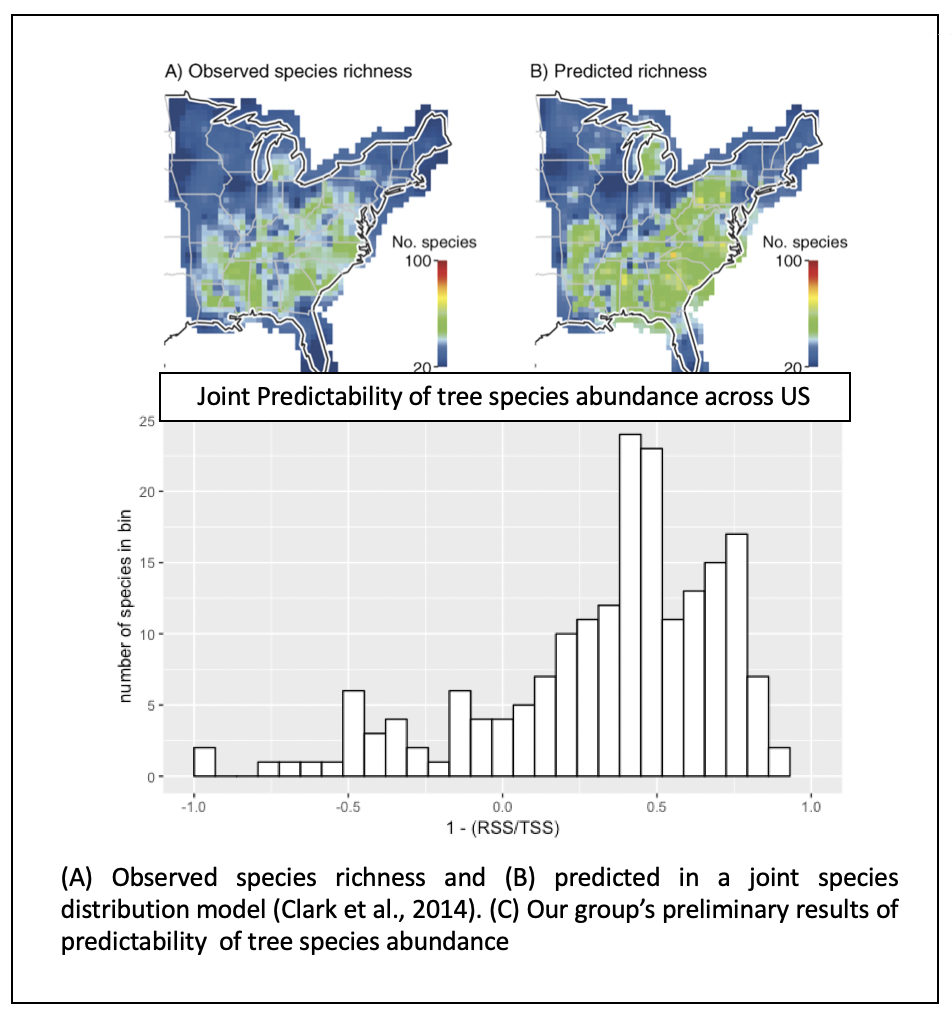 A) Observed species richness
B) Predicted richness
No. species
100
20
No. species
100
20
Joint Predictability of tree species abundance across US
25
20
15
10
5
0
number of species in bin
-1.0 -0.5 0.0 0.5 1.0
1 - (RSS/TSS)
(A) Observed species richness and (B) predicted in a joint species
distribution model (Clark et al., 2014). (C) Our group’s preliminary results of
predictability of tree species abundance